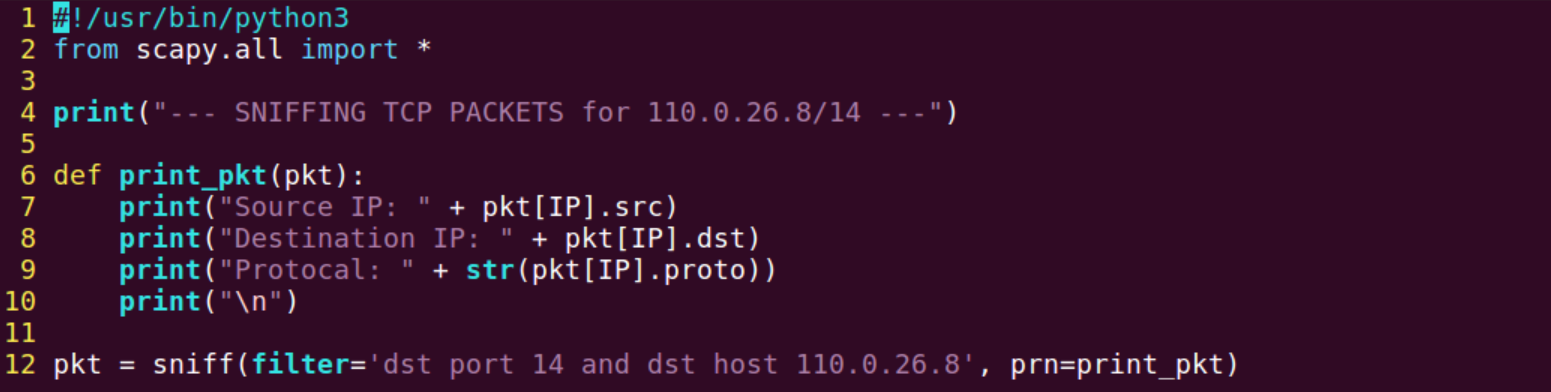 1 #!/usr/bin/python3
2 from scapy.all import *
3
4 print("--- SNIFFING TCP PACKETS for 110.0.26.8/14 ---")
5
6 def print_pkt(pkt):
7     print("Source IP: " + pkt[IP].src)
8     print("Destination IP: " + pkt[IP].dst)
9     print("Protocal: " + str(pkt[IP].proto))
10     print("\n")
11
12 pkt = sniff(filter='dst port 14 and dst host 110.0.26.8', prn=print_pkt)